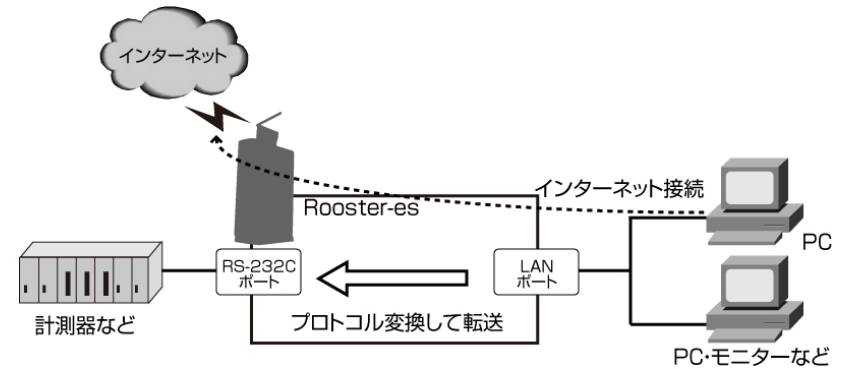 インターネット
インターネット接続
Rooster-es
PC
RS-232C
ポート
LAN
ポート
計測器など
プロトコル変換して転送
PC・モニターなど